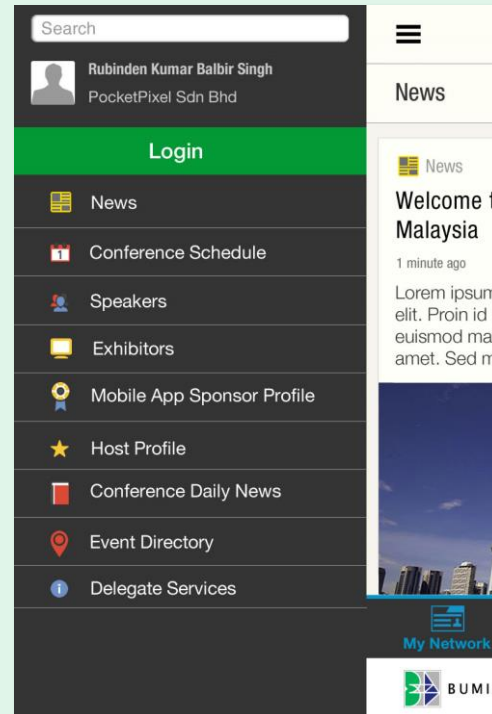 Search
Rubinden Kumar Balbir Singh
PocketPixel Sdn Bhd
Login
News
1
Conference Schedule
Speakers
Exhibitors
Mobile App Sponsor Profile
Host Profile
Conference Daily News
Event Directory
Delegate Services
News
News
Welcome
Malaysia
1 minute ago
Lorem ipsum
elit. Proin id
euismod ma
amet. Sed m
My Network
BUMI